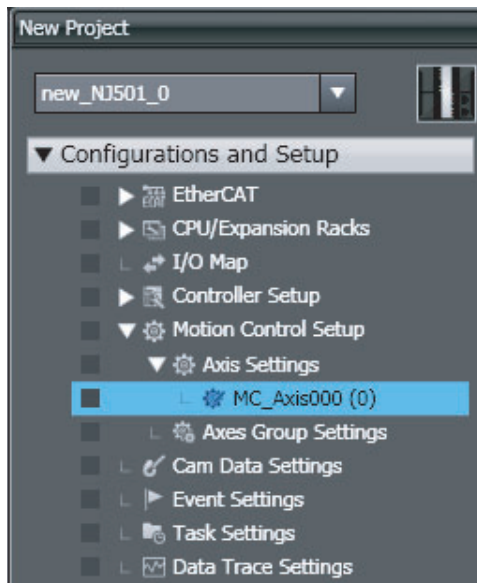 New Project
new_NJ501_0
Configurations and Setup
EtherCAT
CPU/Expansion Racks
I/O Map
Controller Setup
Motion Control Setup
Axis Settings
MC_Axis000 (0)
Axes Group Settings
Cam Data Settings
Event Settings
Task Settings
Data Trace Settings